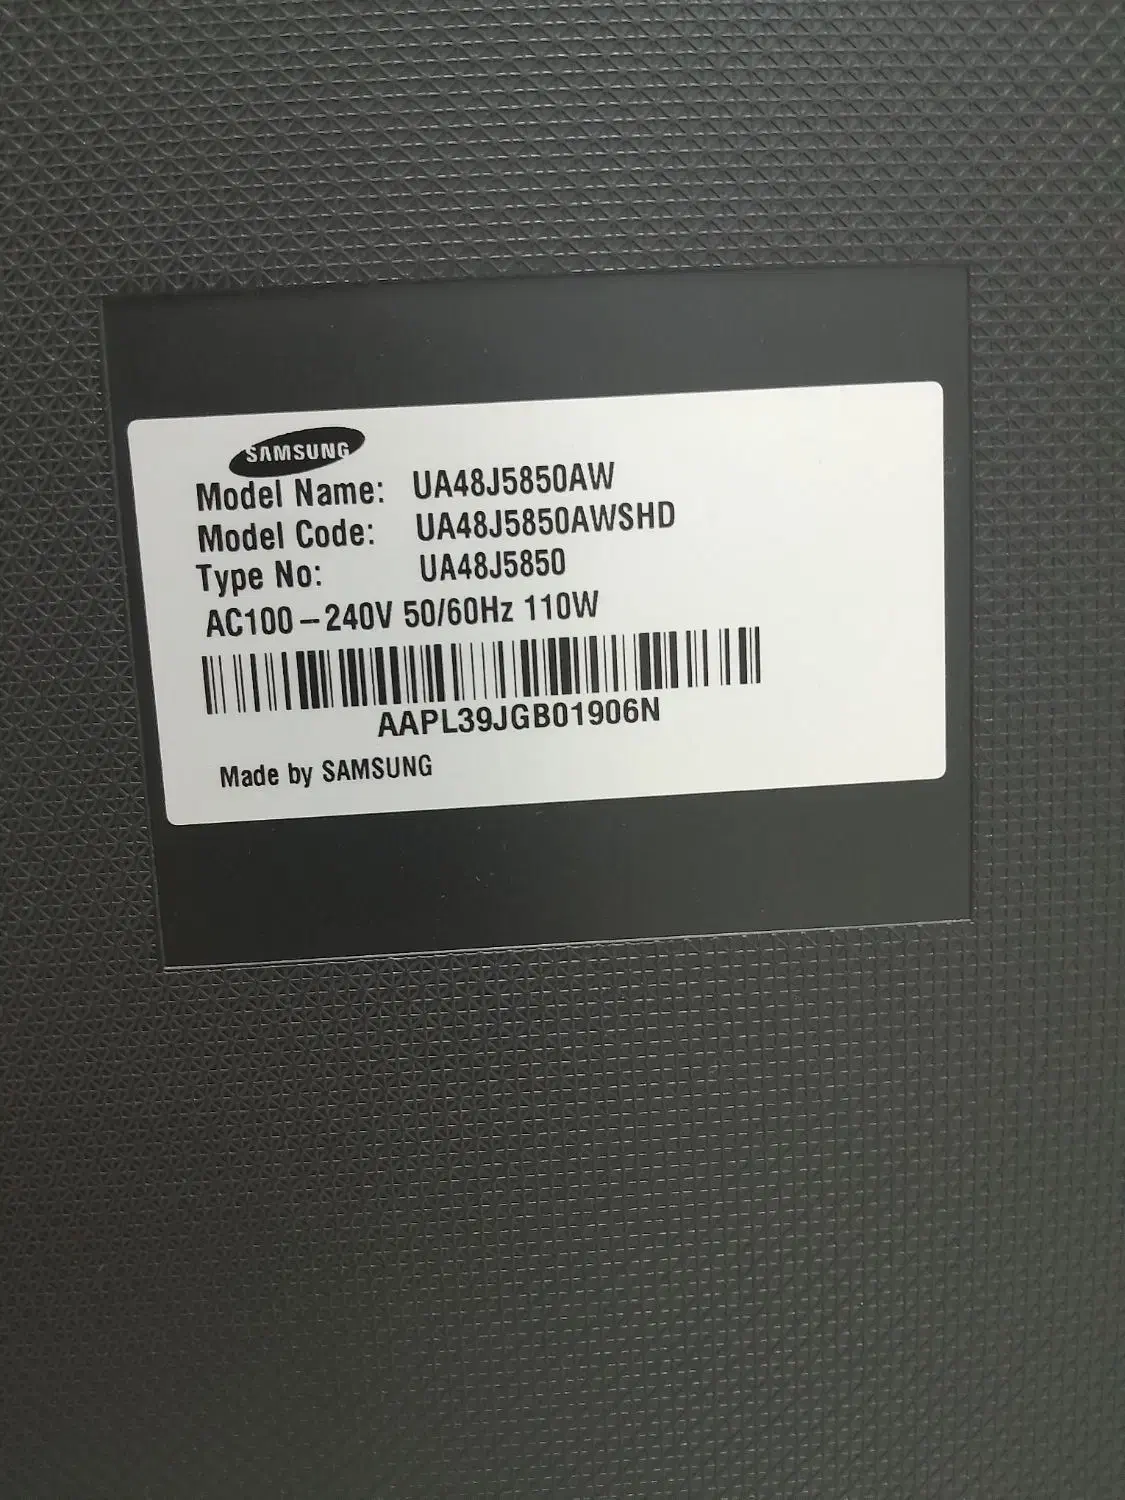 SAMSUNG
Model Name: UA48J5850AW
Model Code: UA48J5850AWSHD
Type No: UA48J5850
AC100-240V 50/60Hz 110W
AAPL39JGB01906N
Made by SAMSUNG